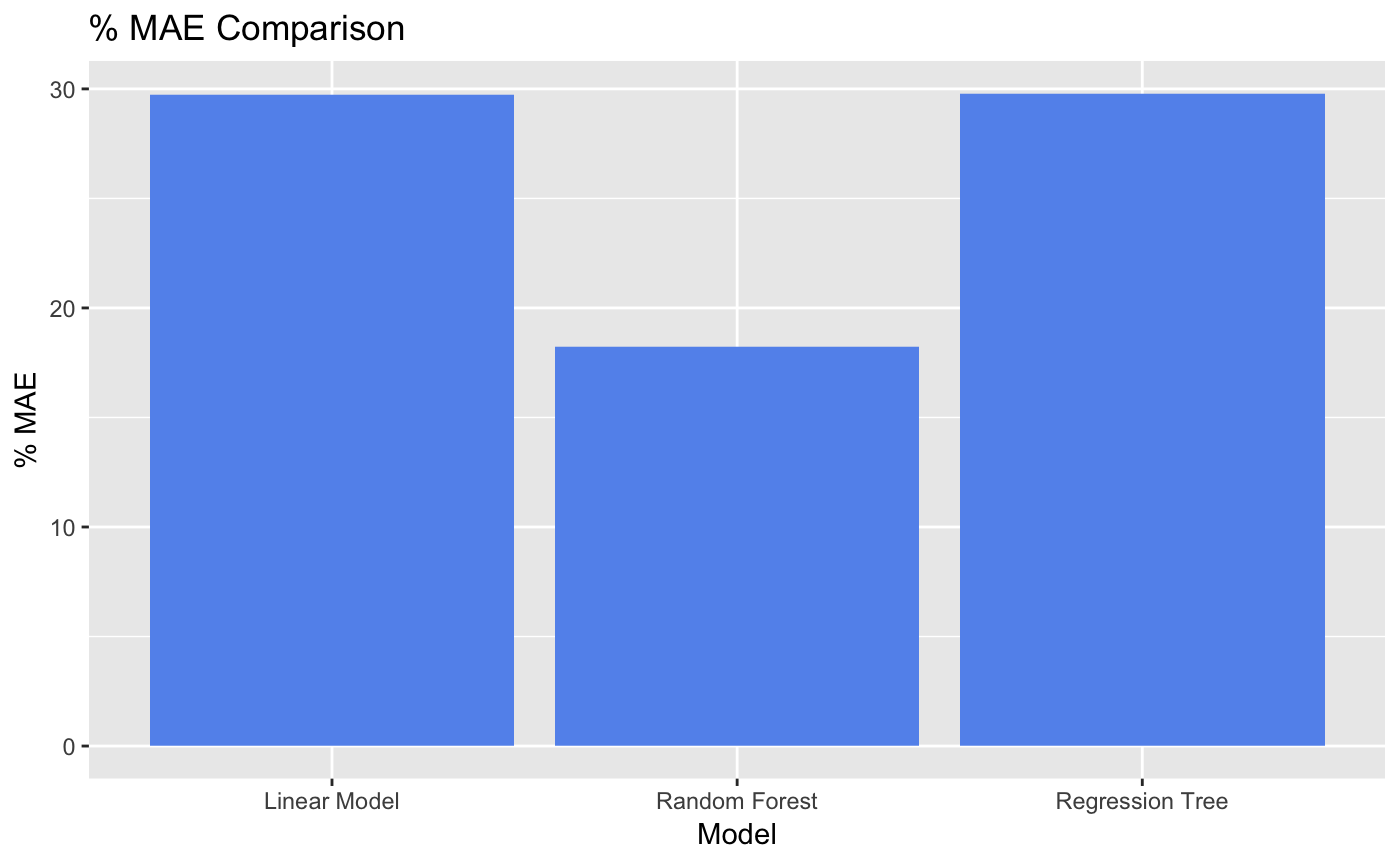 % MAE Comparison
% MAE
30
20
10
0
Linear Model
Random Forest
Regression Tree
Model